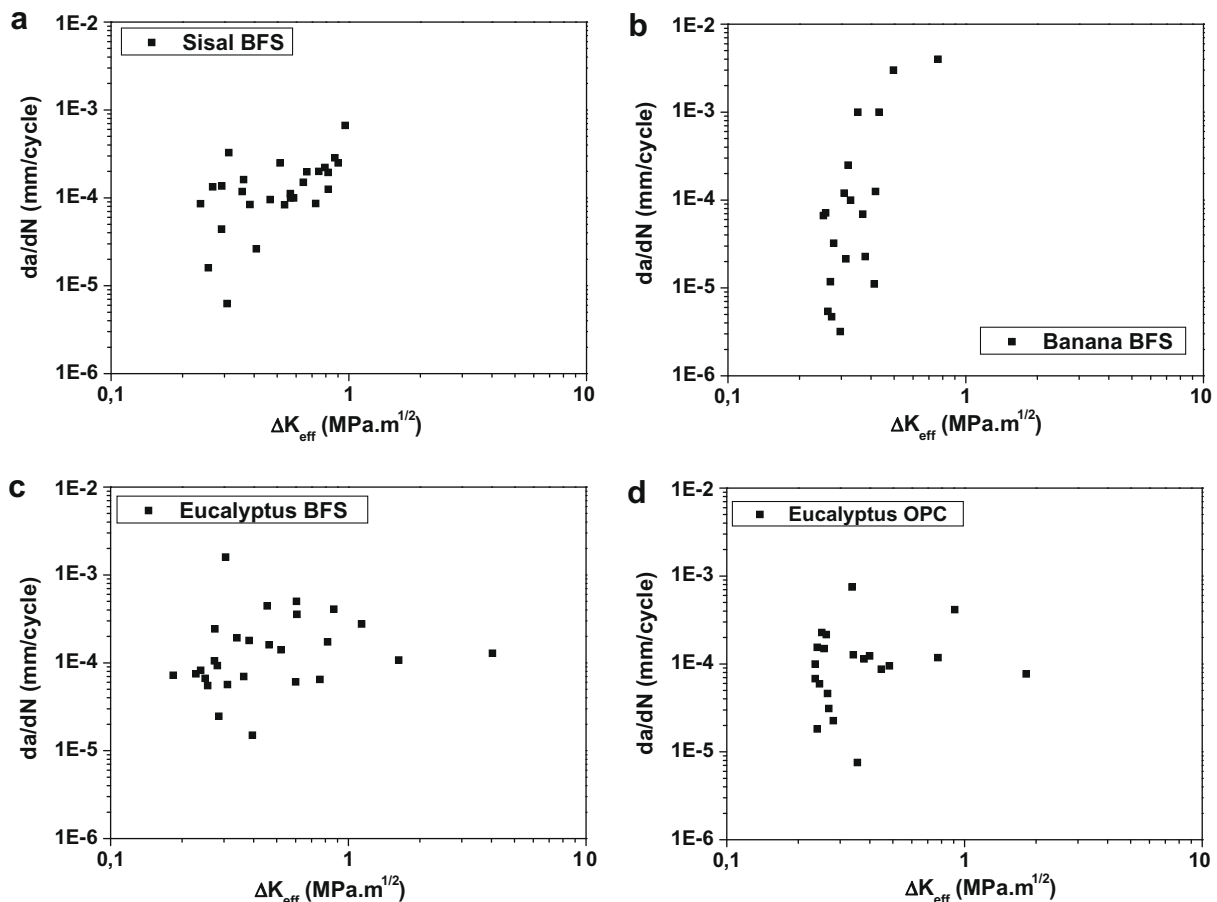 a
Sisal BFS
1E-2
1E-3
1E-4
1E-5
1E-6
da/dN (mm/cycle)
0,1
1
10
ΔKeff (MPa.m1/2)
b
Banana BFS
1E-2
1E-3
1E-4
1E-5
1E-6
da/dN (mm/cycle)
0,1
1
10
ΔKeff (MPa.m1/2)
c
Eucalyptus BFS
1E-2
1E-3
1E-4
1E-5
1E-6
da/dN (mm/cycle)
0,1
1
10
ΔKeff (MPa.m1/2)
d
Eucalyptus OPC
1E-2
1E-3
1E-4
1E-5
1E-6
da/dN (mm/cycle)
0,1
1
10
ΔKeff (MPa.m1/2)